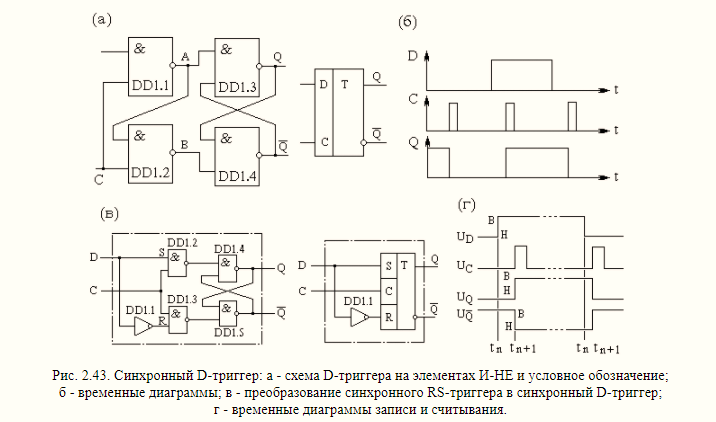 (а)
(б)
& A & Q
DD1.1 DD1.3
D T Q
& B & Q̅
C DD1.2 DD1.4
C Q̅
D t
C t
Q t
(в)
(г)
DD1.2 DD1.4
D S & & Q
C
DD1.1 DD1.3
R & & Q̅
DD1.5
D S T Q
C C
DD1.1 R Q̅
U_D В Н
U_C
U_Q В Н
U_Q̅ В Н
t_n t_n+1 t_n t_n+1
Рис. 2.43. Синхронный D-триггер: а - схема D-триггера на элементах И-НЕ и условное обозначение;
б - временные диаграммы; в - преобразование синхронного RS-триггера в синхронный D-триггер;
г - временные диаграммы записи и считывания.